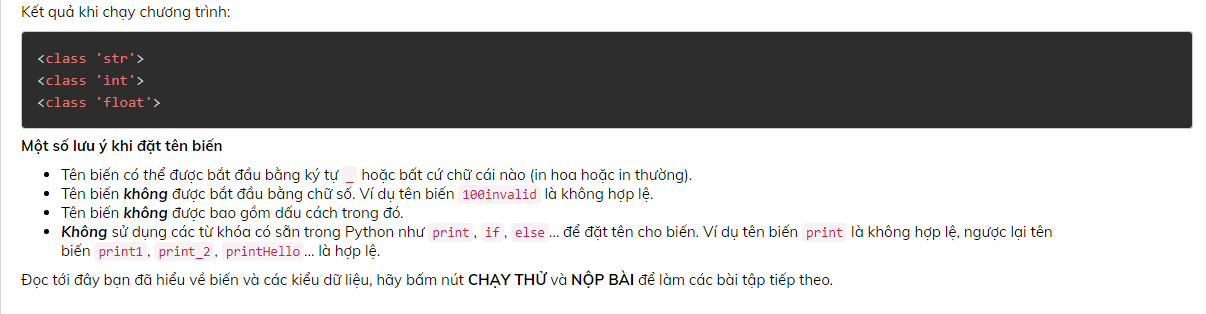 Kết quả khi chạy chương trình:
<class 'str'>
<class 'int'>
<class 'float'>
Một số lưu ý khi đặt tên biến
• Tên biến có thể được bắt đầu bằng ký tự _ hoặc bất cứ chữ cái nào (in hoa hoặc in thường).
• Tên biến không được bắt đầu bằng chữ số. Ví dụ tên biến 100invalid là không hợp lệ.
• Tên biến không được bao gồm dấu cách trong đó.
• Không sử dụng các từ khóa có sẵn trong Python như print, if, else... để đặt tên cho biến. Ví dụ tên biến print là không hợp lệ, ngược lại tên
biến print1, print_2, printHello... là hợp lệ.
Đọc tới đây bạn đã hiểu về biến và các kiểu dữ liệu, hãy bấm nút CHẠY THỬ và NỘP BÀI để làm các bài tập tiếp theo.